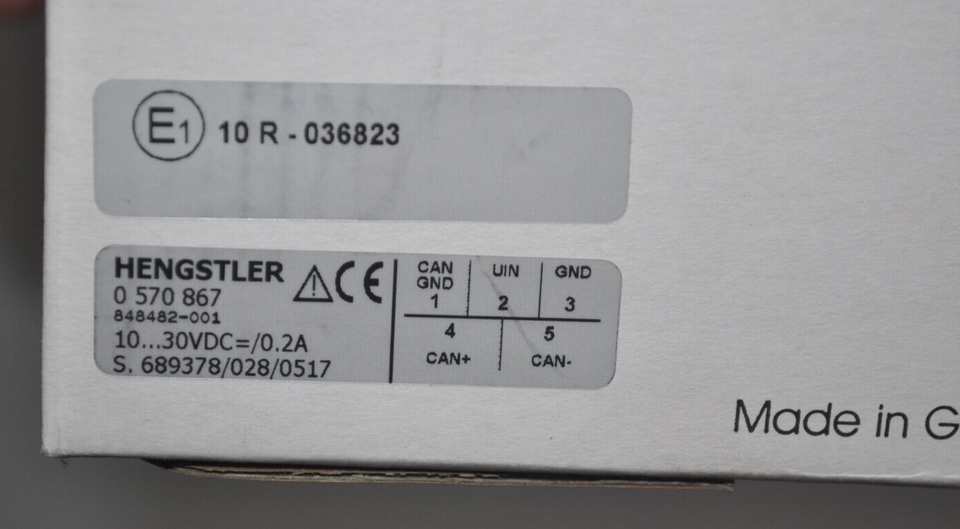 E1 10 R - 036823
HENGSTLER
0 570 867
848482-001
10...30VDC=/0.2A
S. 689378/028/0517
CE
CAN GND 1
UIN 2
GND 3
4 CAN+
5 CAN-
Made in G